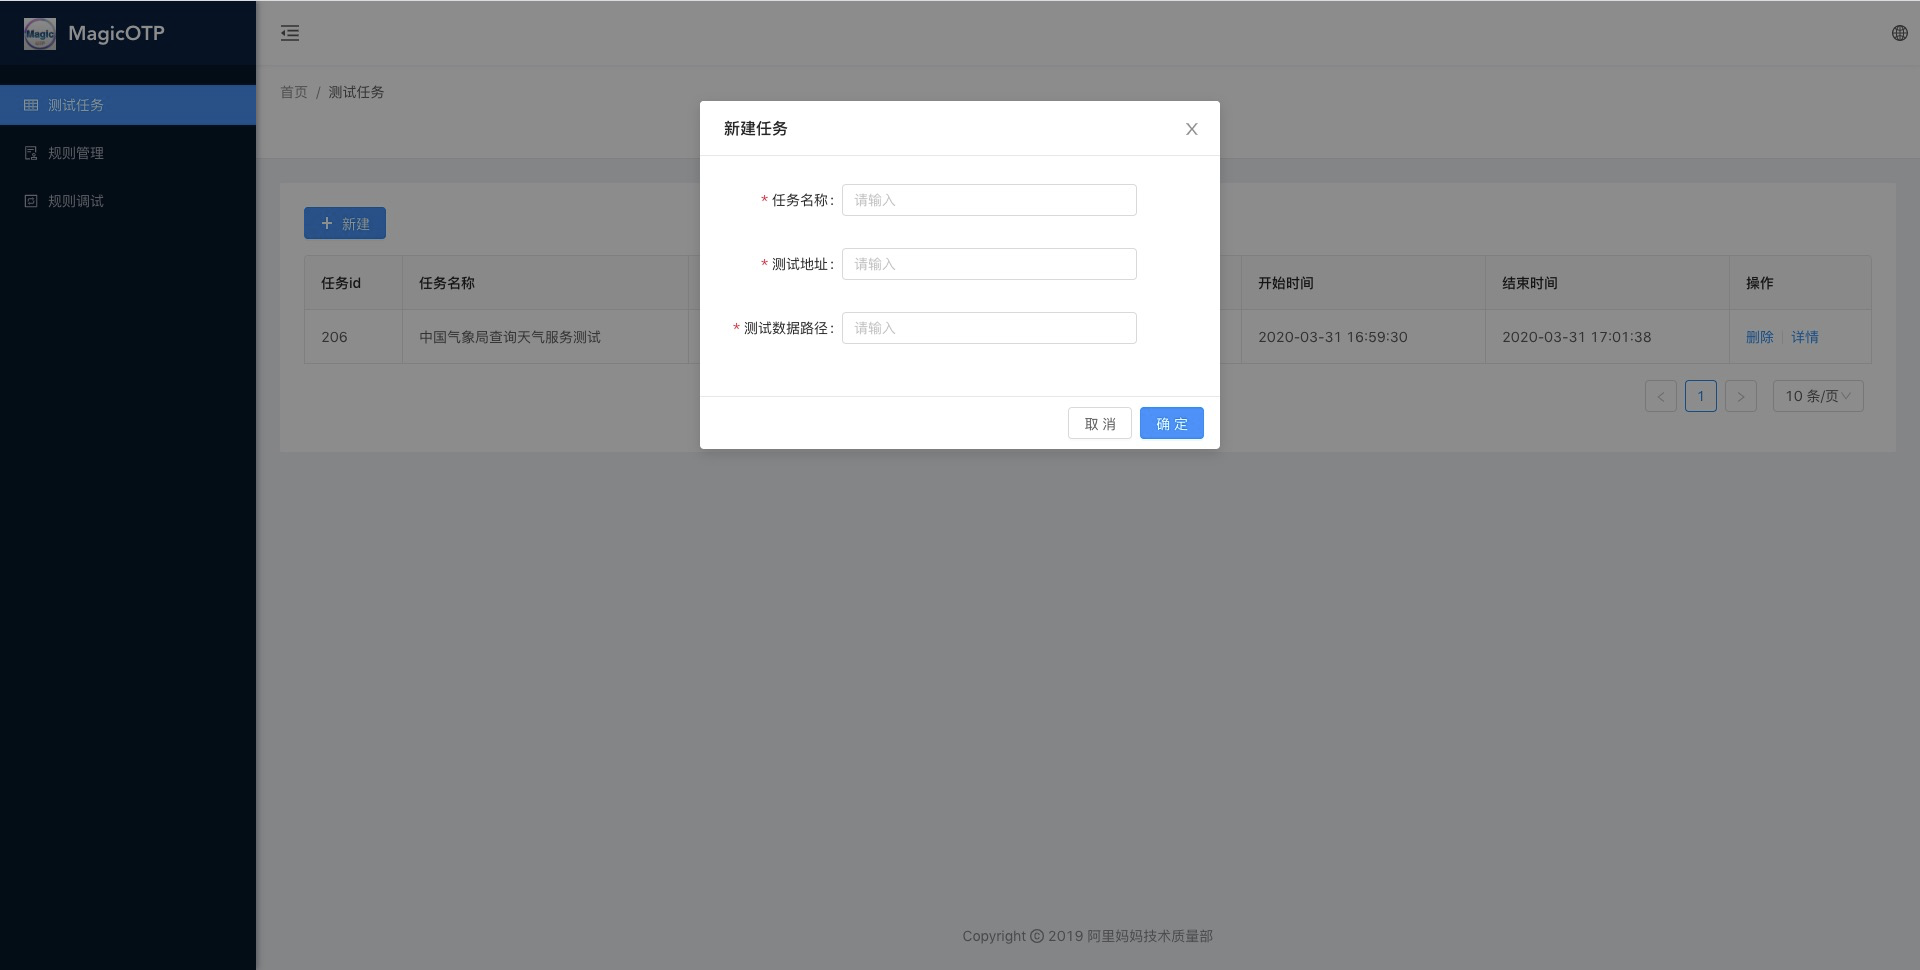 Magic MagicOTP
测试任务
规则管理
规则调试
首页 / 测试任务
+ 新建
任务id 任务名称 开始时间 结束时间 操作
206 中国气象局查询天气服务测试 2020-03-31 16:59:30 2020-03-31 17:01:38 删除 详情
< 1 > 10 条/页
新建任务
* 任务名称: 请输入
* 测试地址: 请输入
* 测试数据路径: 请输入
取 消 确 定
Copyright © 2019 阿里妈妈技术质量部